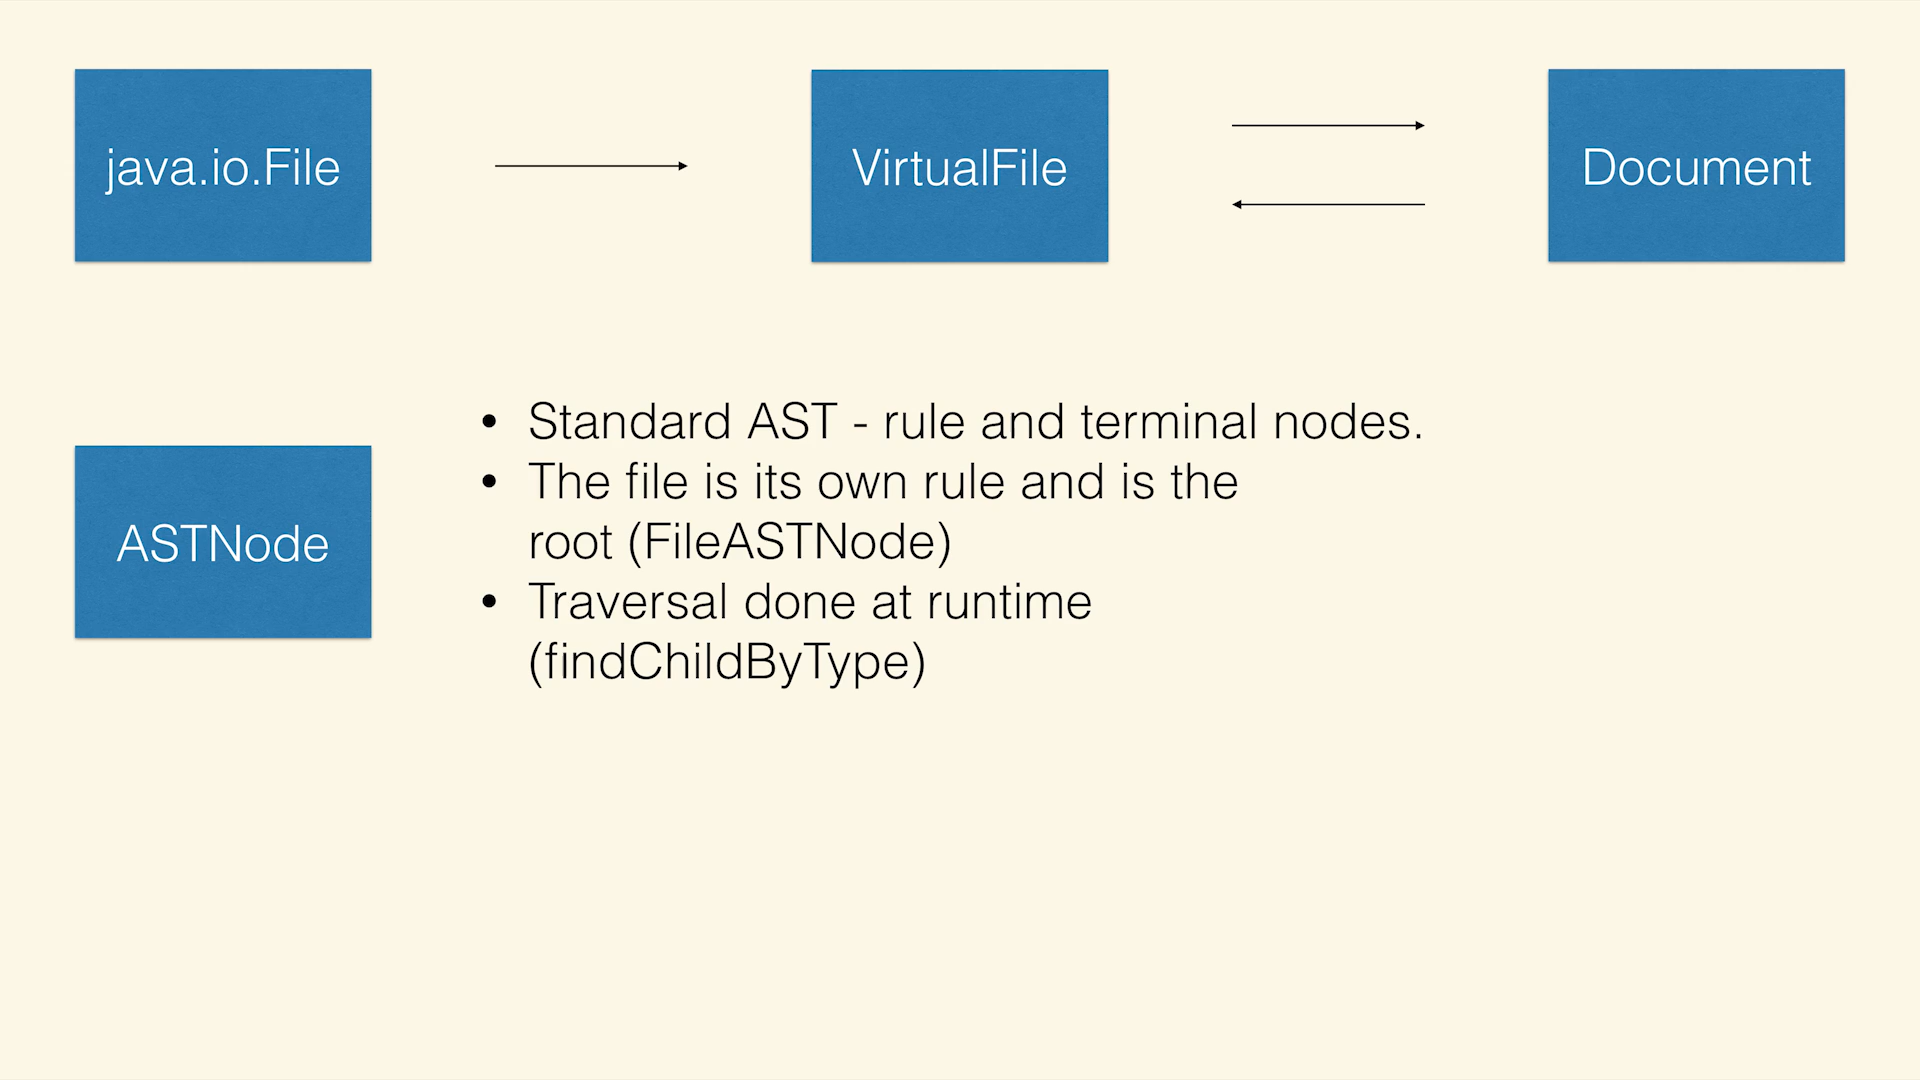 java.io.File
VirtualFile
Document
ASTNode
• Standard AST - rule and terminal nodes.
• The file is its own rule and is the
root (FileASTNode)
• Traversal done at runtime
(findChildByType)